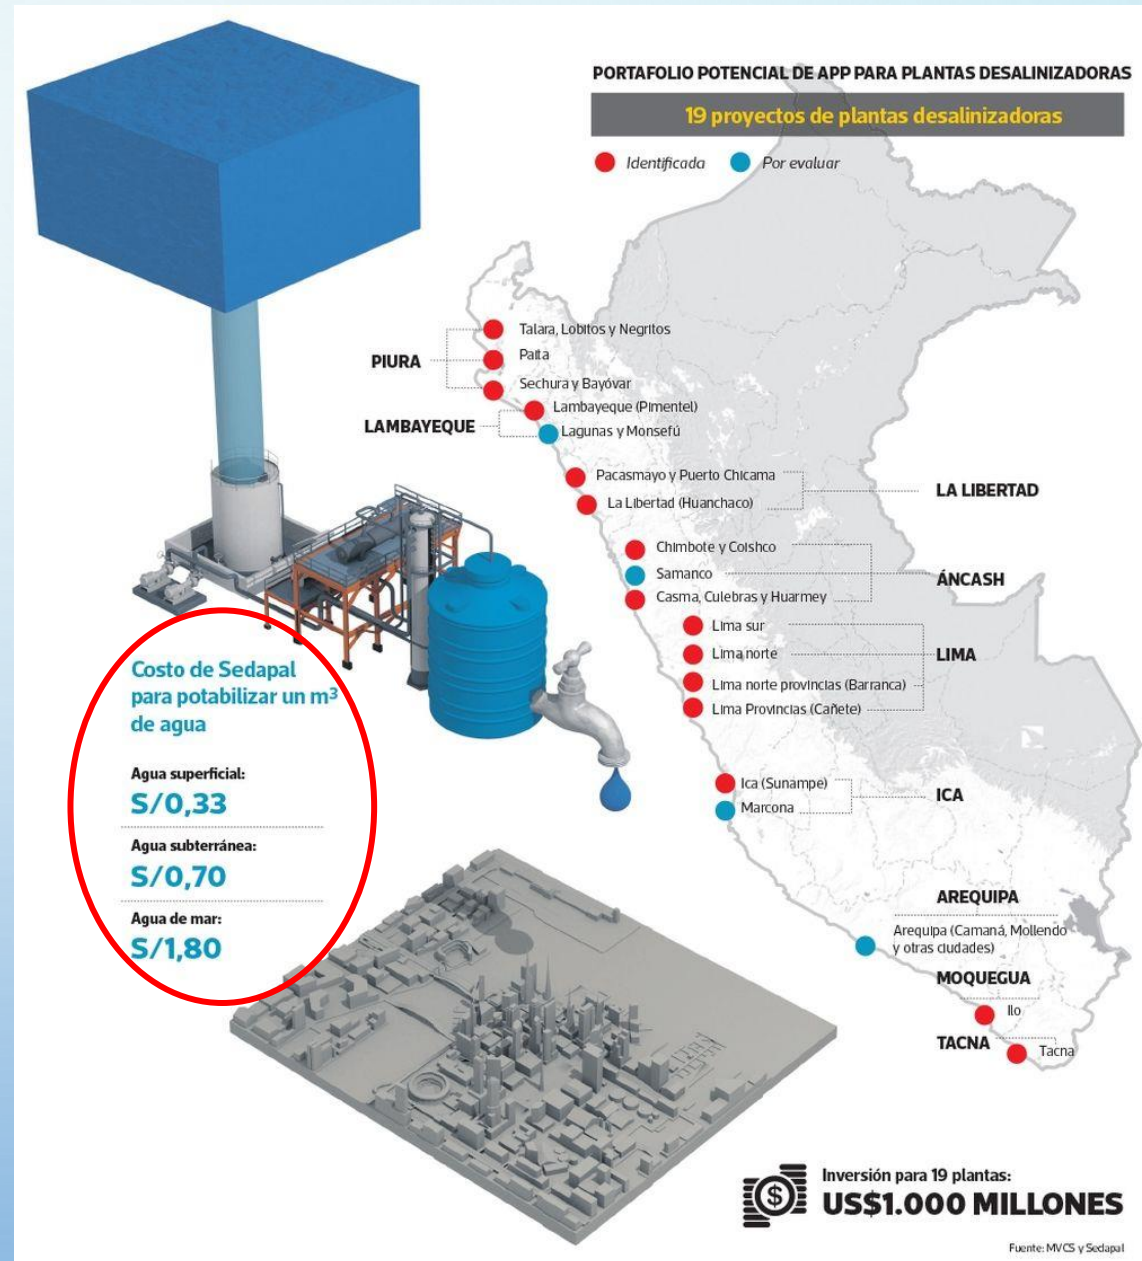 PORTAFOLIO POTENCIAL DE APP PARA PLANTAS DESALINIZADORAS
19 proyectos de plantas desalinizadoras
Identificada
Por evaluar
PIURA
Talara, Lobitos y Negritos
Paita
Sechura y Bayóvar
LAMBAYEQUE
Lambayeque (Pimentel)
Lagunas y Monsefú
Pacasmayo y Puerto Chicama
La Libertad (Huanchaco)
LA LIBERTAD
Chimbote y Coishco
Samanco
Casma, Culebras y Huarmey
ÁNCASH
Lima sur
Lima norte
Lima norte provincias (Barranca)
Lima Provincias (Cañete)
LIMA
Ica (Sunampe)
Marcona
ICA
AREQUIPA
Arequipa (Camaná, Mollendo
y otras ciudades)
MOQUEGUA
Ilo
TACNA
Tacna
Costo de Sedapal
para potabilizar un m³
de agua
Agua superficial:
S/0,33
Agua subterránea:
S/0,70
Agua de mar:
S/1,80
$
Inversión para 19 plantas:
US$1.000 MILLONES
Fuente: MVCS y Sedapal